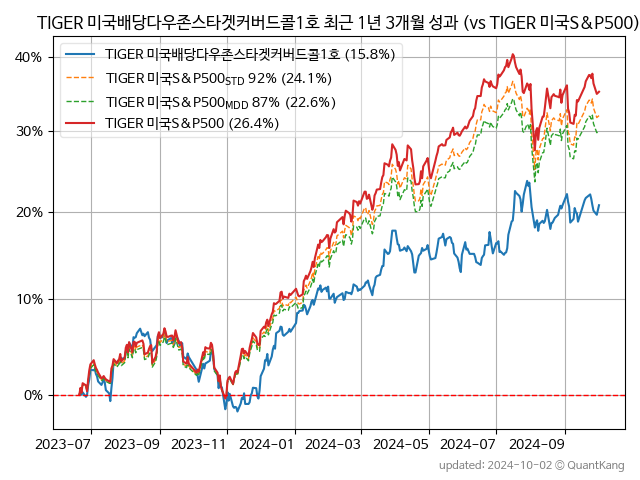 TIGER 미국배당다우존스타겟커버드콜1호 최근 1년 3개월 성과 (vs TIGER 미국S&P500)
TIGER 미국배당다우존스타겟커버드콜1호 (15.8%)
TIGER 미국S&P500STD 92% (24.1%)
TIGER 미국S&P500MDD 87% (22.6%)
TIGER 미국S&P500 (26.4%)
40%
30%
20%
10%
0%
2023-07 2023-09 2023-11 2024-01 2024-03 2024-05 2024-07 2024-09
updated: 2024-10-02 © QuantKang